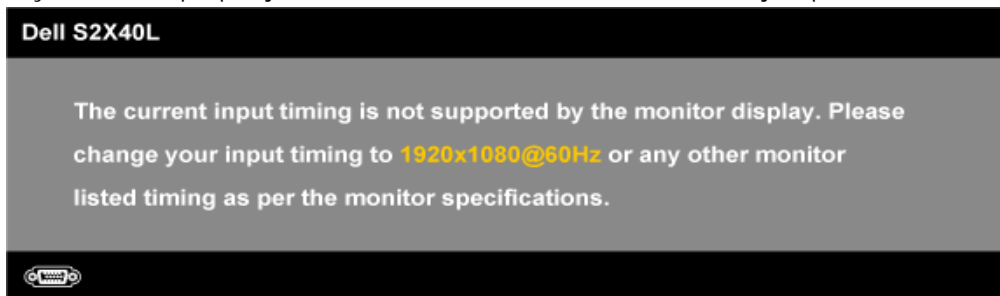 Dell S2X40L
The current input timing is not supported by the monitor display. Please
change your input timing to 1920x1080@60Hz or any other monitor
listed timing as per the monitor specifications.